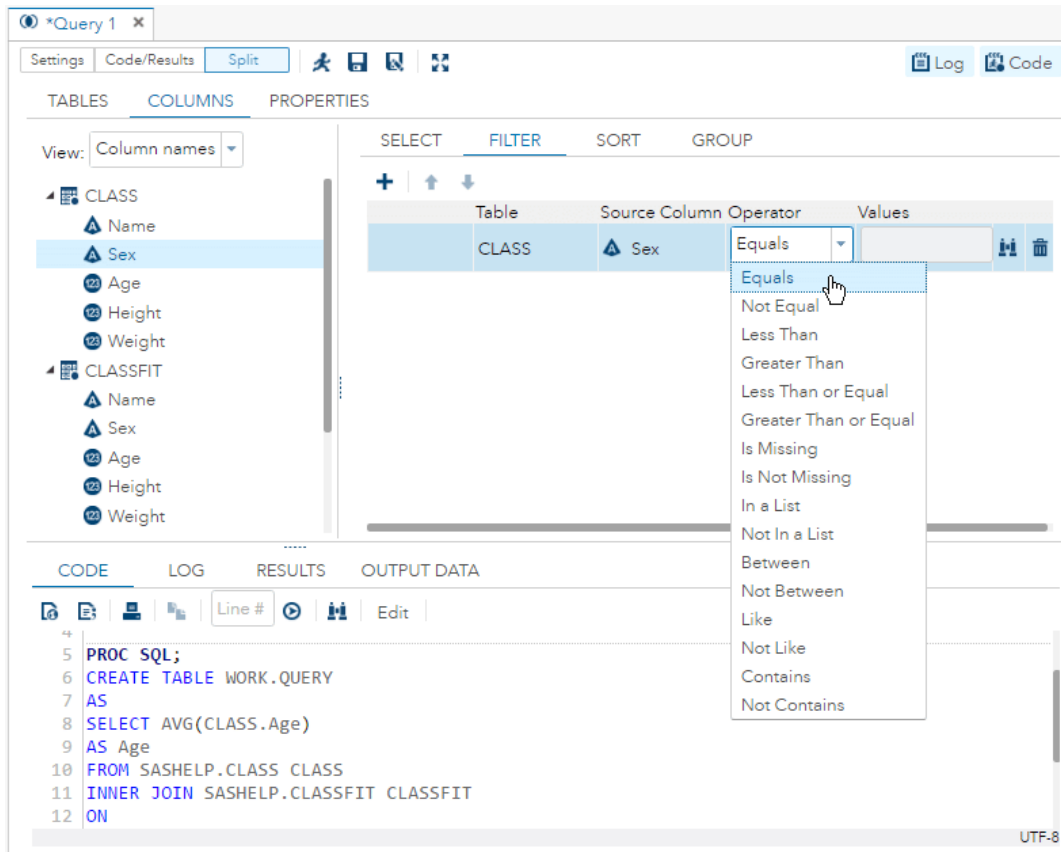 *Query 1
Settings Code/Results Split Log Code
TABLES COLUMNS PROPERTIES
View: Column names
CLASS
Name
Sex
Age
Height
Weight
CLASSFIT
Name
Sex
Age
Height
Weight
SELECT FILTER SORT GROUP
Table Source Column Operator Values
CLASS Sex Equals
Equals
Not Equal
Less Than
Greater Than
Less Than or Equal
Greater Than or Equal
Is Missing
Is Not Missing
In a List
Not In a List
Between
Not Between
Like
Not Like
Contains
Not Contains
CODE LOG RESULTS OUTPUT DATA
Line # Edit
4
5 PROC SQL;
6 CREATE TABLE WORK.QUERY
7 AS
8 SELECT AVG(CLASS.Age)
9 AS Age
10 FROM SASHELP.CLASS CLASS
11 INNER JOIN SASHELP.CLASSFIT CLASSFIT
12 ON
UTF-8